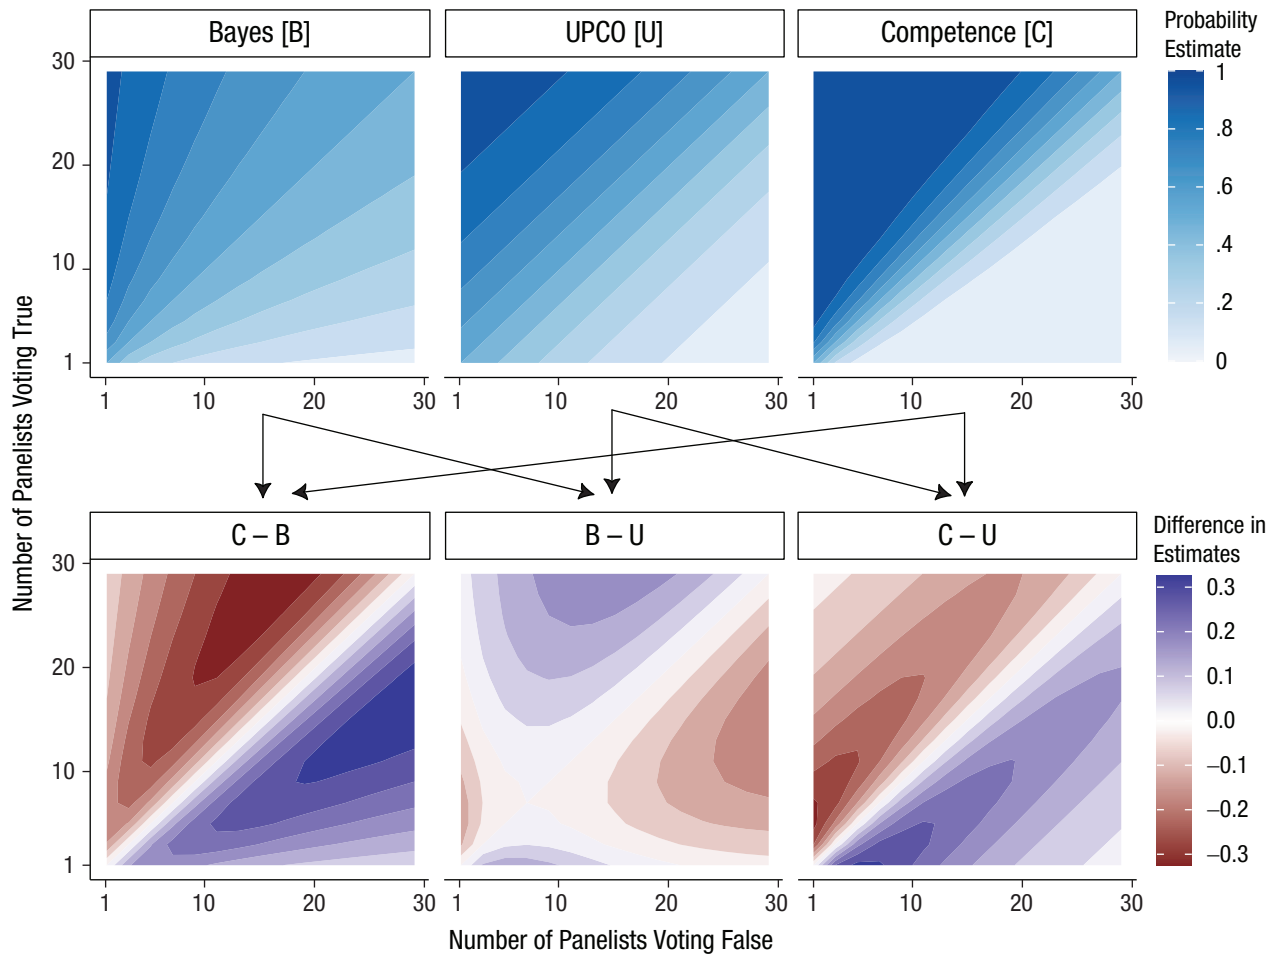 Bayes [B]
UPCO [U]
Competence [C]
Probability
Estimate
1
.8
.6
.4
.2
0
30
20
10
1
1 10 20 30
1 10 20 30
1 10 20 30
Number of Panelists Voting True
C – B
B – U
C – U
Difference in
Estimates
0.3
0.2
0.1
0.0
–0.1
–0.2
–0.3
30
20
10
1
1 10 20 30
1 10 20 30
1 10 20 30
Number of Panelists Voting False